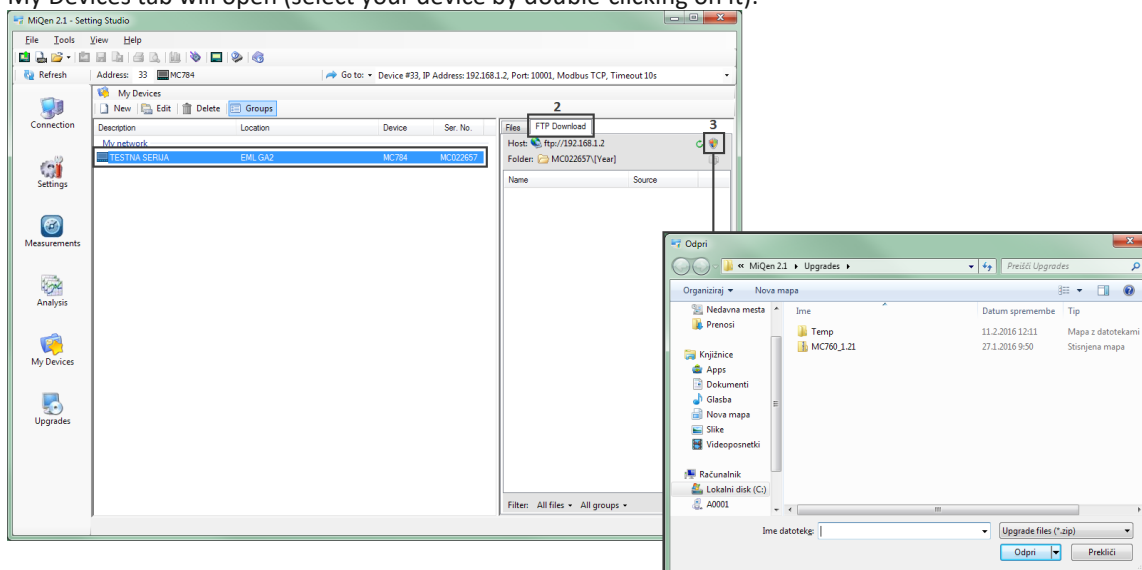 My Devices tab will open (select your device by double-clicking on it).
MiQen 2.1 - Setting Studio
File Tools View Help
Refresh Address: 33 MC784 Go to: Device #33, IP Address: 192.168.1.2, Port: 10001, Modbus TCP, Timeout 10s
My Devices
New Edit Delete Groups
Description Location Device Ser. No.
My network
TESTNA SERIJA EML GA2 MC784 MC022657
Connection
Settings
Measurements
Analysis
My Devices
Upgrades
2
3
Files FTP Download
Host: ftp://192.168.1.2
Folder: MC022657\[Year]
Name Source
Filter: All files All groups
Odpri
« MiQen 2.1 Upgrades
Preišči Upgrades
Organiziraj Nova mapa
Nedavna mesta
Prenosi
Knjižnice
Apps
Dokumenti
Glasba
Nova mapa
Slike
Videoposnetki
Računalnik
Lokalni disk (C:)
A0001
Ime Datum spremembe Tip
Temp 11.2.2016 12:11 Mapa z datotekami
MC760_1.21 27.1.2016 9:50 Stisnjena mapa
Ime datoteke: Upgrade files (*.zip)
Odpri Prekliči